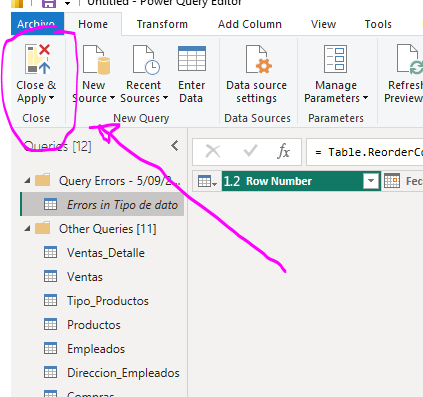 Untitled - Power Query Editor
Archivo Home Transform Add Column View Tools
Close & Apply New Source Recent Sources Enter Data Data source settings Manage Parameters Refresh Preview
Close New Query Data Sources Parameters
Queries [12]
= Table.ReorderCo
Query Errors - 5/09/2...
1.2 Row Number Fec
Errors in Tipo de dato
Other Queries [11]
Ventas_Detalle
Ventas
Tipo_Productos
Productos
Empleados
Direccion_Empleados
Compras